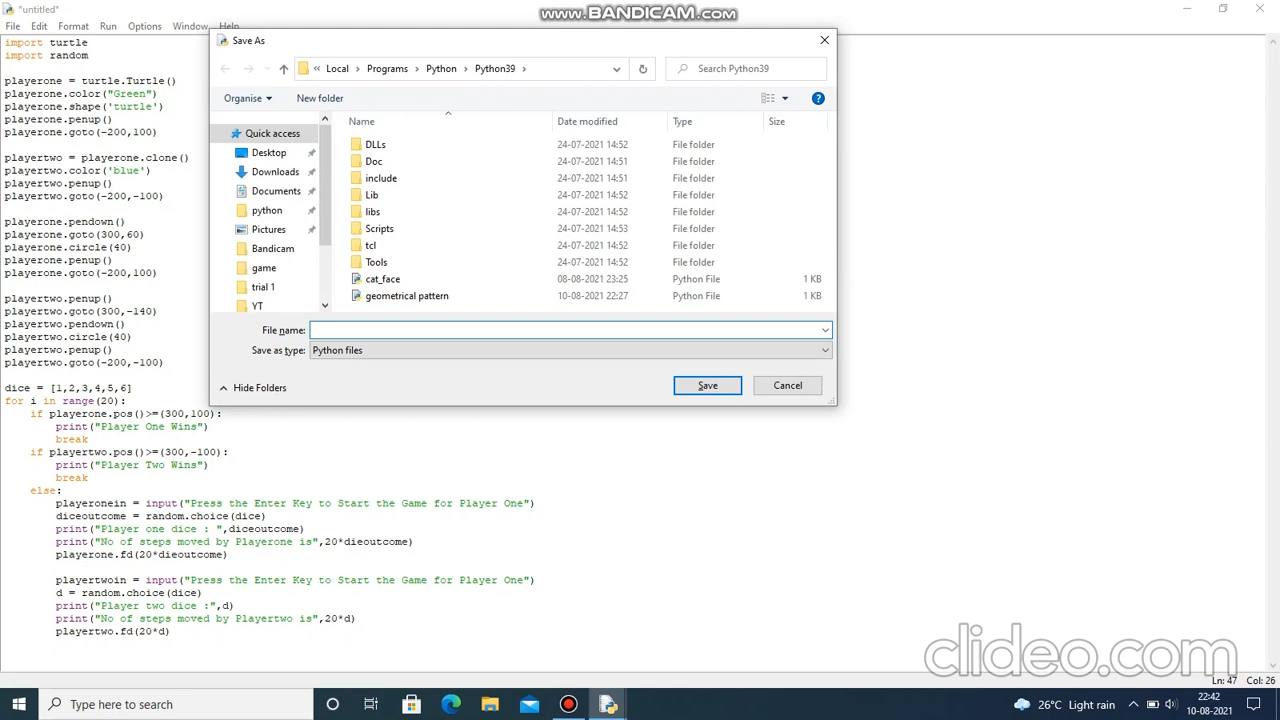 *untitled*
www.BANDICAM.com
File Edit Format Run Options Window Help
import turtle
import random
playerone = turtle.Turtle()
playerone.color("Green")
playerone.shape('turtle')
playerone.penup()
playerone.goto(-200,100)
playertwo = playerone.clone()
playertwo.color('blue')
playertwo.penup()
playertwo.goto(-200,-100)
playerone.pendown()
playerone.goto(300,60)
playerone.circle(40)
playerone.penup()
playerone.goto(-200,100)
playertwo.penup()
playertwo.goto(300,-140)
playertwo.pendown()
playertwo.circle(40)
playertwo.penup()
playertwo.goto(-200,-100)
dice = [1,2,3,4,5,6]
for i in range(20):
if playerone.pos()>=(300,100):
print("Player One Wins")
break
if playertwo.pos()>=(300,-100):
print("Player Two Wins")
break
else:
playeronein = input("Press the Enter Key to Start the Game for Player One")
diceoutcome = random.choice(dice)
print("Player one dice : ",diceoutcome)
print("No of steps moved by Playerone is",20*dieoutcome)
playerone.fd(20*dieoutcome)
playertwoin = input("Press the Enter Key to Start the Game for Player One")
d = random.choice(dice)
print("Player two dice :",d)
print("No of steps moved by Playertwo is",20*d)
playertwo.fd(20*d)
Save As
« Local › Programs › Python › Python39 ›
Search Python39
Organise New folder
Name Date modified Type Size
Quick access
Desktop
Downloads
Documents
python
Pictures
Bandicam
game
trial 1
YT
DLLs 24-07-2021 14:52 File folder
Doc 24-07-2021 14:51 File folder
include 24-07-2021 14:51 File folder
Lib 24-07-2021 14:52 File folder
libs 24-07-2021 14:52 File folder
Scripts 24-07-2021 14:53 File folder
tcl 24-07-2021 14:52 File folder
Tools 24-07-2021 14:52 File folder
cat_face 08-08-2021 23:25 Python File 1 KB
geometrical pattern 10-08-2021 22:27 Python File 1 KB
File name:
Save as type: Python files
Hide Folders
Save Cancel
clideo.com
Ln: 47 Col: 26
Type here to search
26°C Light rain
22:42
10-08-2021